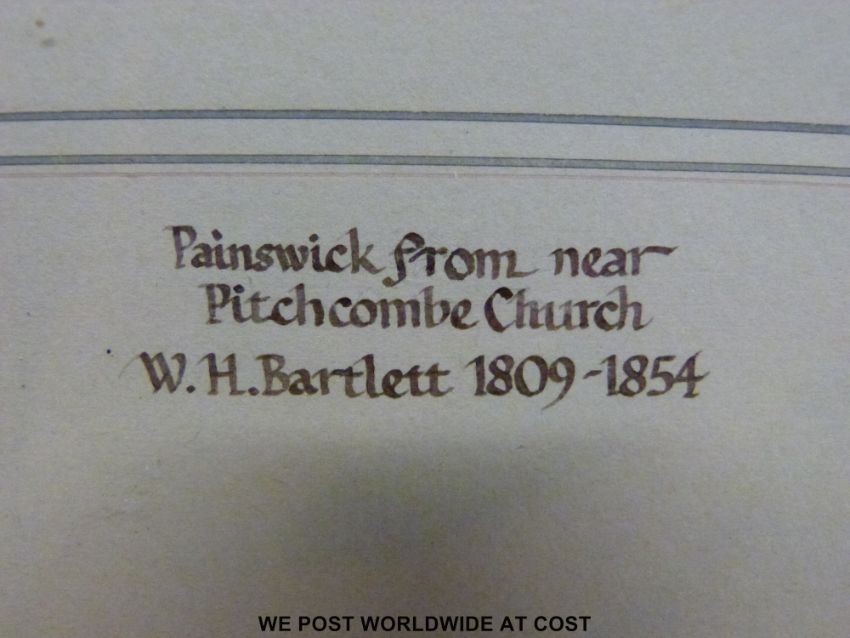 Painswick from near
Pitchcombe Church
W.H.Bartlett 1809-1854
WE POST WORLDWIDE AT COST